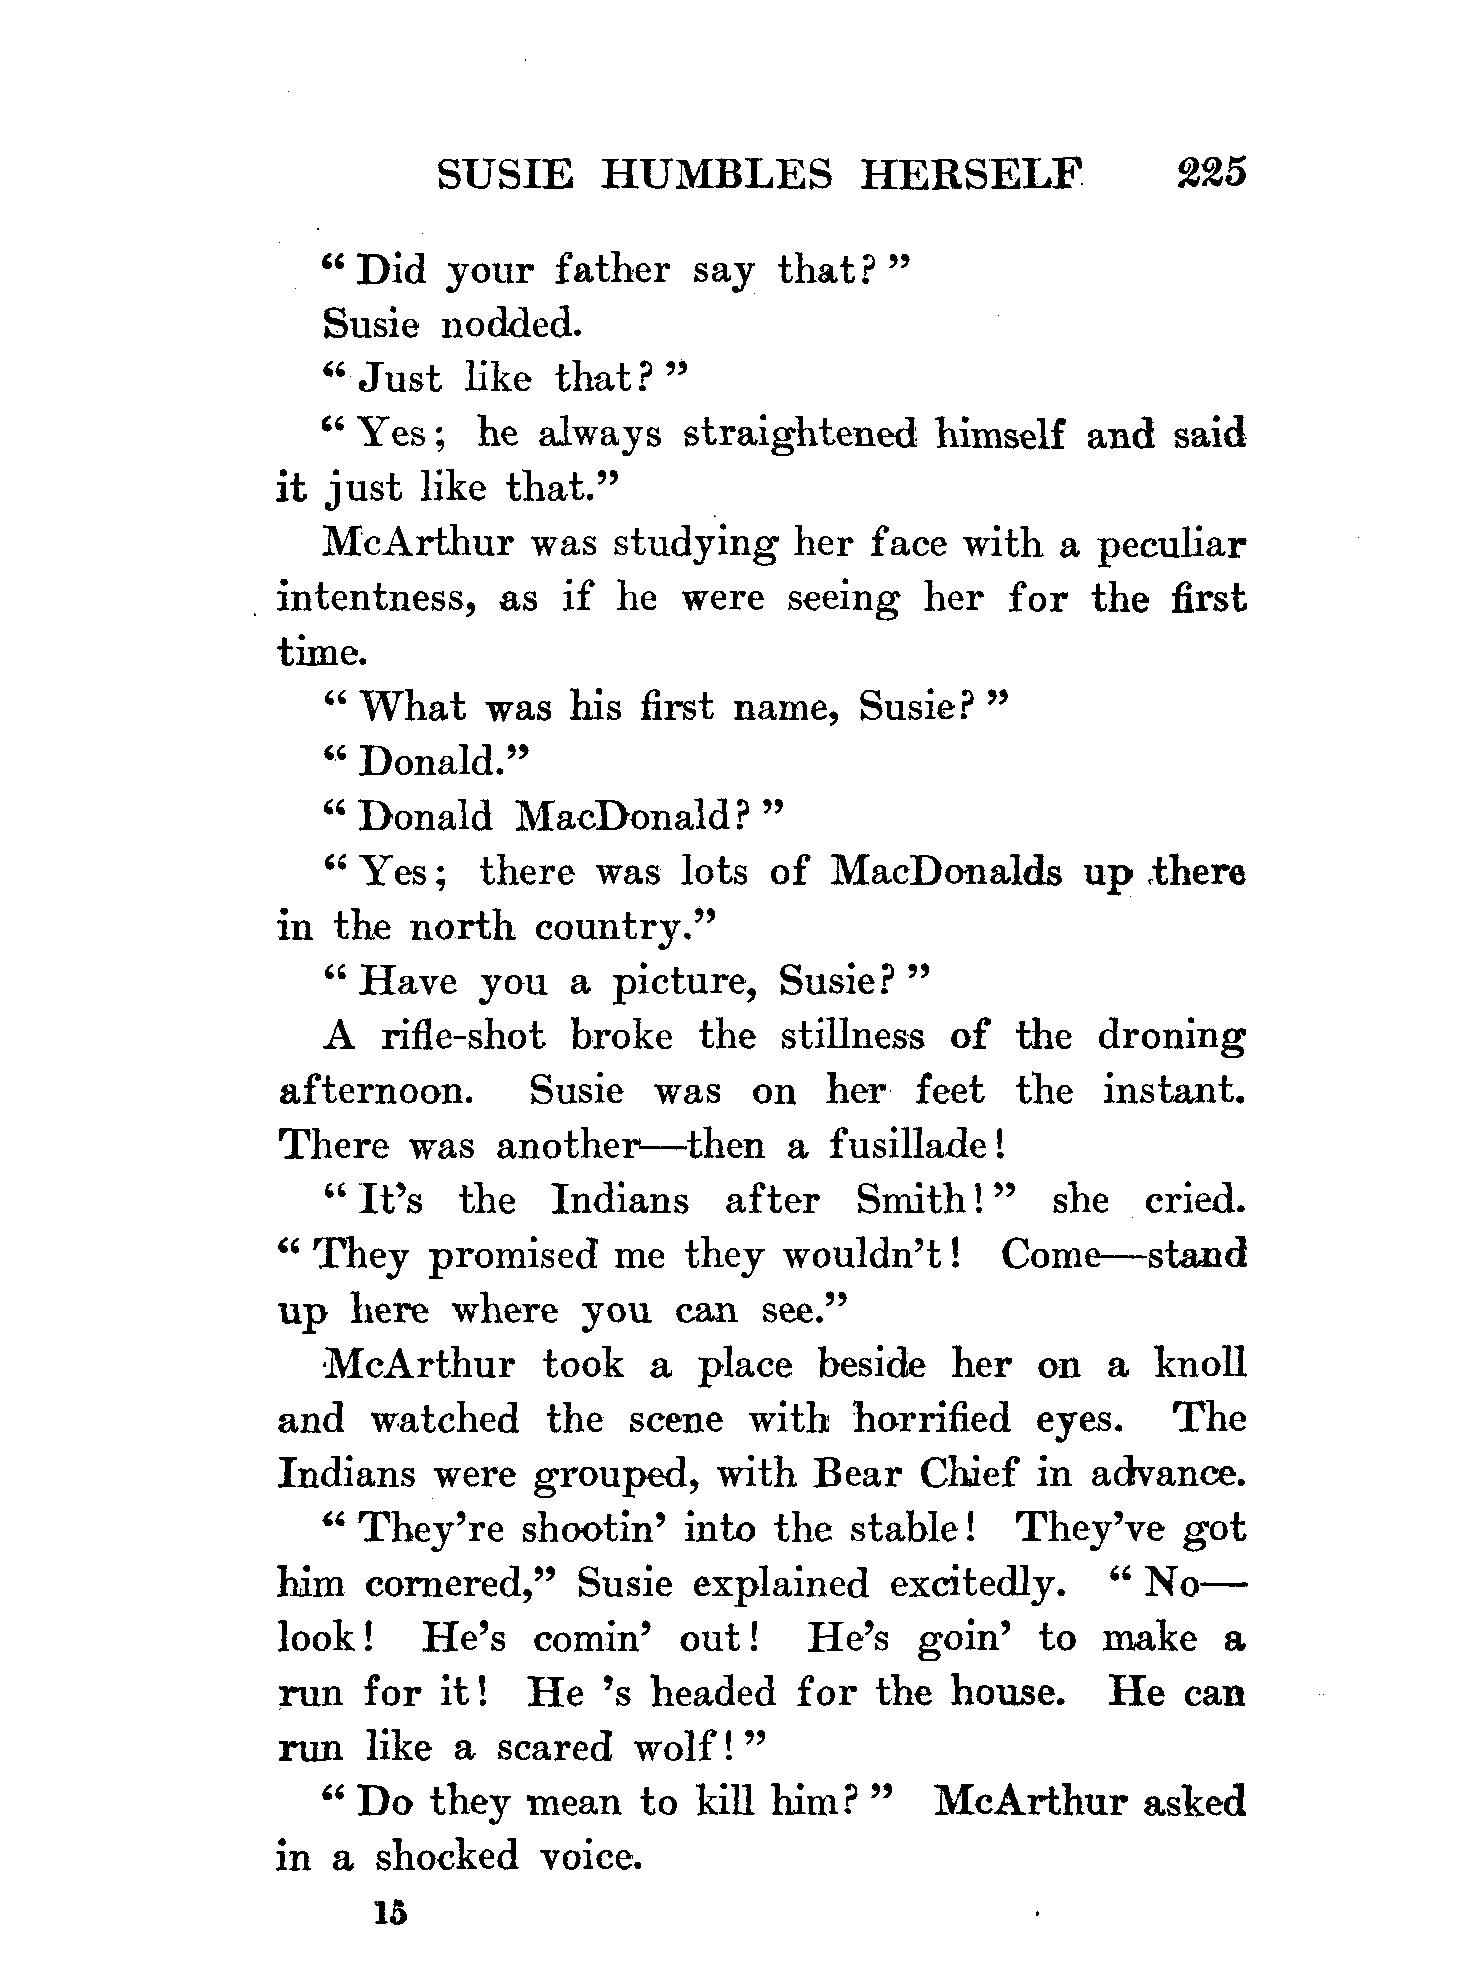 SUSIE HUMBLES HERSELF 225
“ Did your father say that? ”
Susie nodded.
“ Just like that? ”
“ Yes; he always straightened himself and said
it just like that.”
McArthur was studying her face with a peculiar
intentness, as if he were seeing her for the first
time.
“ What was his first name, Susie? ”
“ Donald.”
“ Donald MacDonald? ”
“ Yes; there was lots of MacDonalds up there
in the north country.”
“ Have you a picture, Susie? ”
A rifle-shot broke the stillness of the droning
afternoon. Susie was on her feet the instant.
There was another—then a fusillade!
“ It’s the Indians after Smith! ” she cried.
“ They promised me they wouldn’t! Come—stand
up here where you can see.”
McArthur took a place beside her on a knoll
and watched the scene with horrified eyes. The
Indians were grouped, with Bear Chief in advance.
“ They’re shootin’ into the stable! They’ve got
him cornered,” Susie explained excitedly. “ No—
look! He’s comin’ out! He’s goin’ to make a
run for it! He ’s headed for the house. He can
run like a scared wolf! ”
“ Do they mean to kill him? ” McArthur asked
in a shocked voice.
15